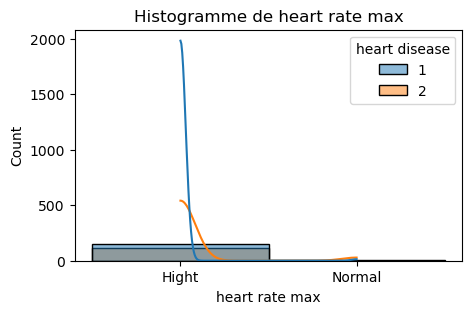 Histogramme de heart rate max
heart disease
1
2
2000
1500
1000
500
0
Count
Hight
Normal
heart rate max